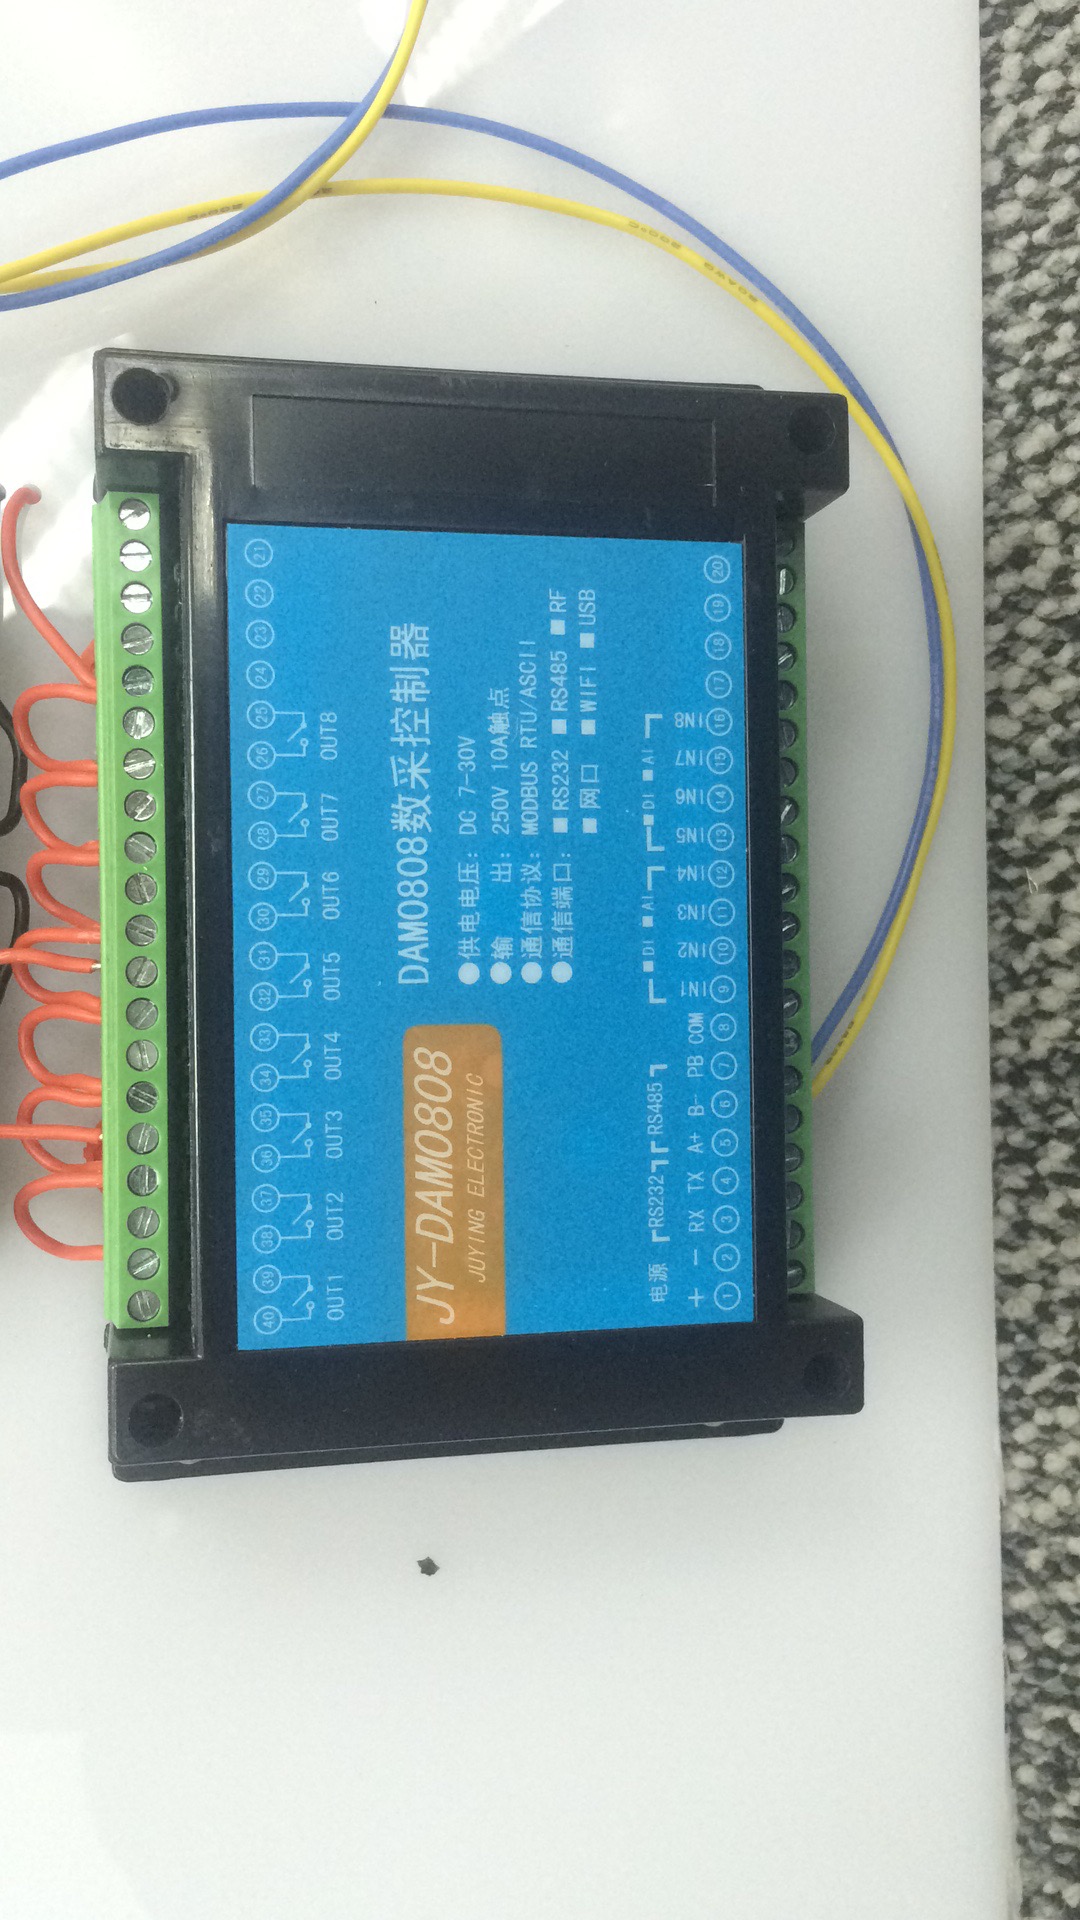 40 39 38 37 36 35 34 33 32 31 30 29 28 27 26 25 24 23 22 21
OUT1 OUT2 OUT3 OUT4 OUT5 OUT6 OUT7 OUT8
JY-DAM0808
JUYING ELECTRONIC
DAM0808数采控制器
●供电电压: DC 7-30V
●输 出: 250V 10A触点
●通信协议: MODBUS RTU/ASCII
●通信端口: ■RS232 ■RS485 ■RF
■网口 ■WIFI ■USB
电源 RS232 RS485 ■DI ■AI ■DI ■AI
+ - RX TX A+ B- PB COM IN1 IN2 IN3 IN4 IN5 IN6 IN7 IN8
1 2 3 4 5 6 7 8 9 10 11 12 13 14 15 16 17 18 19 20